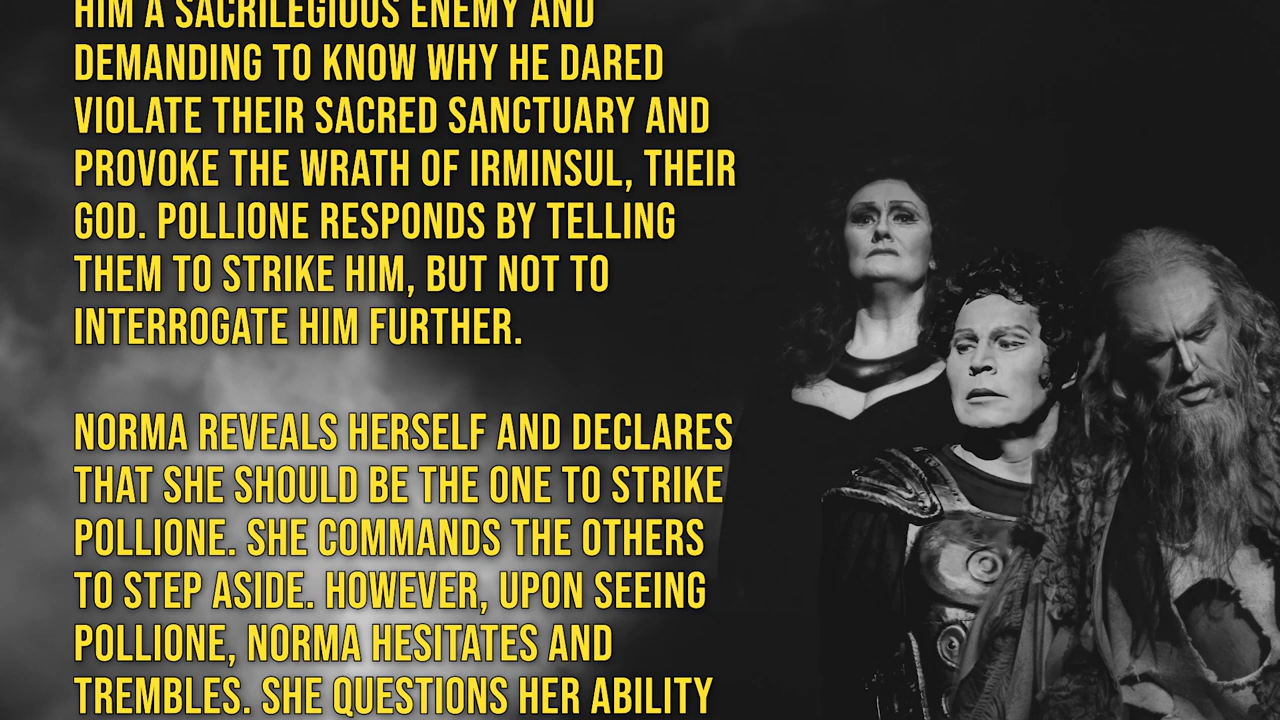 HIM A SACRILEGIOUS ENEMY AND
DEMANDING TO KNOW WHY HE DARED
VIOLATE THEIR SACRED SANCTUARY AND
PROVOKE THE WRATH OF IRMINSUL, THEIR
GOD. POLLIONE RESPONDS BY TELLING
THEM TO STRIKE HIM, BUT NOT TO
INTERROGATE HIM FURTHER.
NORMA REVEALS HERSELF AND DECLARES
THAT SHE SHOULD BE THE ONE TO STRIKE
POLLIONE. SHE COMMANDS THE OTHERS
TO STEP ASIDE. HOWEVER, UPON SEEING
POLLIONE, NORMA HESITATES AND
TREMBLES. SHE QUESTIONS HER ABILITY